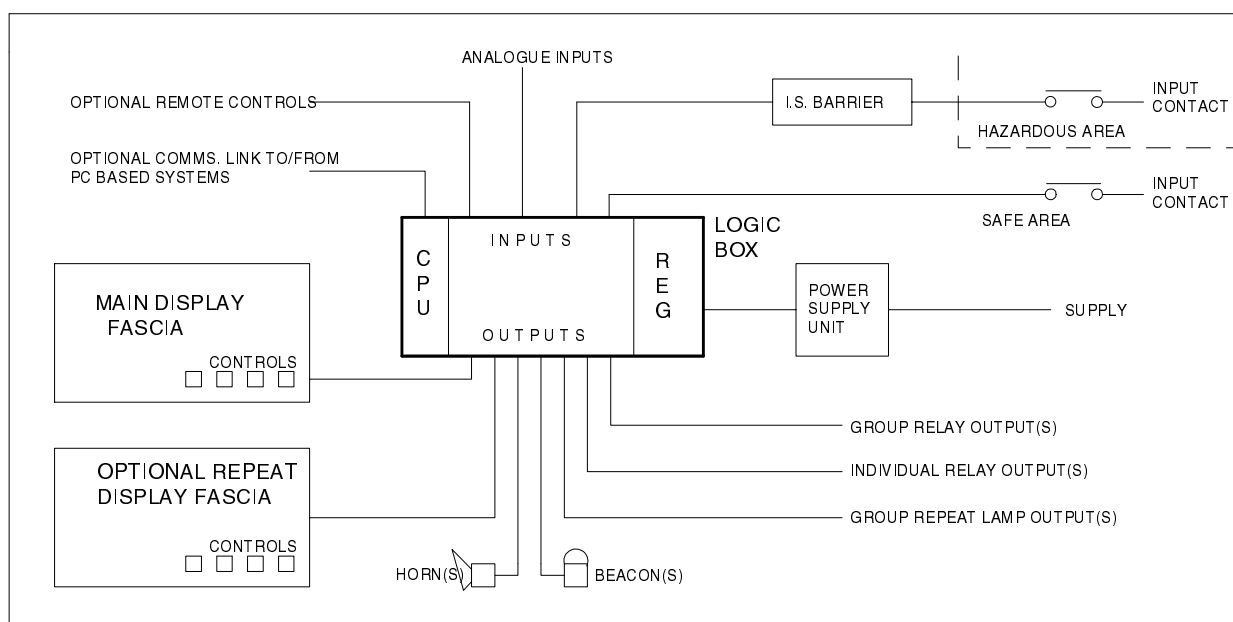 ANALOGUE INPUTS
OPTIONAL REMOTE CONTROLS
I.S. BARRIER
INPUT
CONTACT
HAZARDOUS AREA
OPTIONAL COMMS. LINK TO/FROM
PC BASED SYSTEMS
INPUT
CONTACT
SAFE AREA
LOGIC
BOX
INPUTS
CPU
REG
OUTPUTS
POWER
SUPPLY
UNIT
SUPPLY
MAIN DISPLAY
FASCIA
CONTROLS
GROUP RELAY OUTPUT(S)
INDIVIDUAL RELAY OUTPUT(S)
GROUP REPEAT LAMP OUTPUT(S)
OPTIONAL REPEAT
DISPLAY FASCIA
CONTROLS
HORN(S)
BEACON(S)